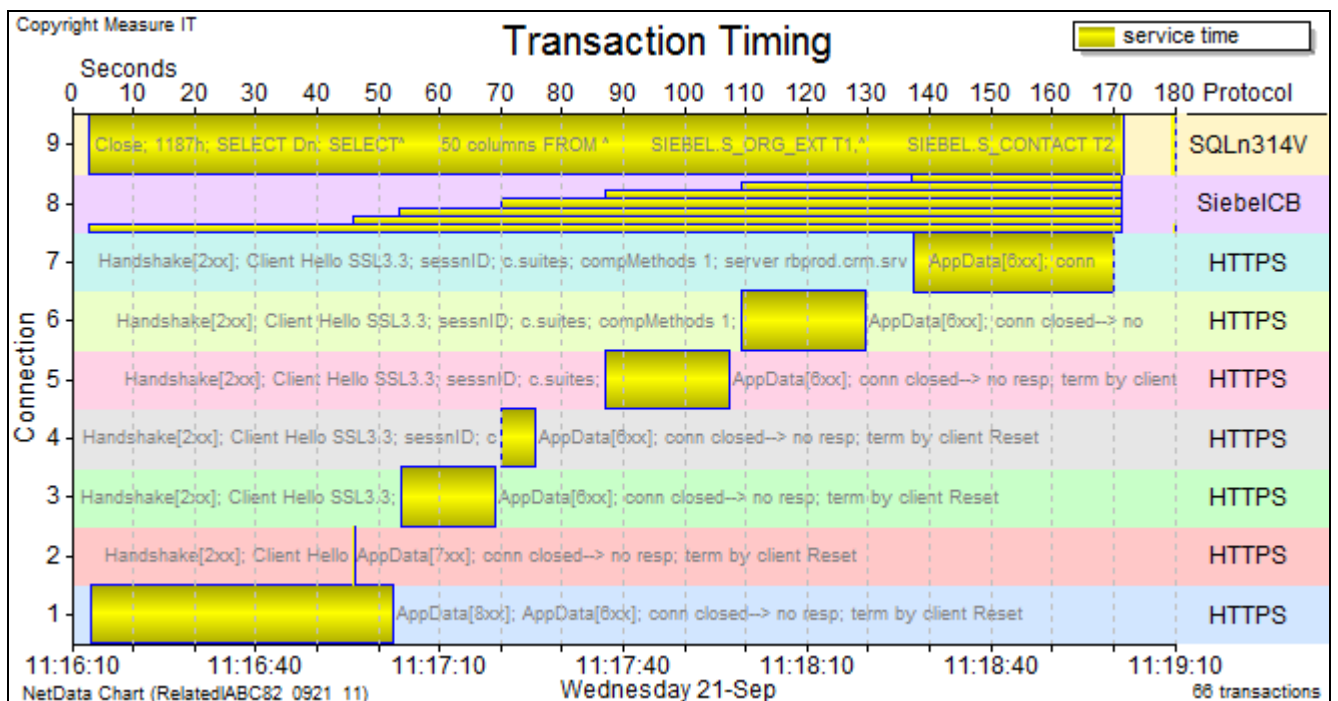 Copyright Measure IT
Transaction Timing
service time
Seconds
0 10 20 30 40 50 60 70 80 90 100 110 120 130 140 150 160 170 180 Protocol
9 Close; 1187h; SELECT Dn: SELECT^ 50 columns FROM ^ SIEBEL.S_ORG_EXT T1,^ SIEBEL.S_CONTACT T2 SQLn314V
8 SiebelCB
7 Handshake[2xx]; Client Hello SSL3.3; sessnID; c.suites; compMethods 1; server rbprod.crm.srv AppData[6xx]; conn HTTPS
6 Handshake[2xx]; Client Hello SSL3.3; sessnID; c.suites; compMethods 1; AppData[6xx]; conn closed--> no HTTPS
5 Handshake[2xx]; Client Hello SSL3.3; sessnID; c.suites; AppData[6xx]; conn closed--> no resp; term by client HTTPS
4 Handshake[2xx]; Client Hello SSL3.3; sessnID; c. AppData[6xx]; conn closed--> no resp; term by client Reset HTTPS
3 Handshake[2xx]; Client Hello SSL3.3; AppData[6xx]; conn closed--> no resp; term by client Reset HTTPS
2 Handshake[2xx]; Client Hello AppData[7xx]; conn closed--> no resp; term by client Reset HTTPS
1 AppData[8xx]; AppData[6xx]; conn closed--> no resp; term by client Reset HTTPS
Connection
11:16:10 11:16:40 11:17:10 11:17:40 11:18:10 11:18:40 11:19:10
NetData Chart (RelatedIABC82_0921_11) Wednesday 21-Sep 66 transactions